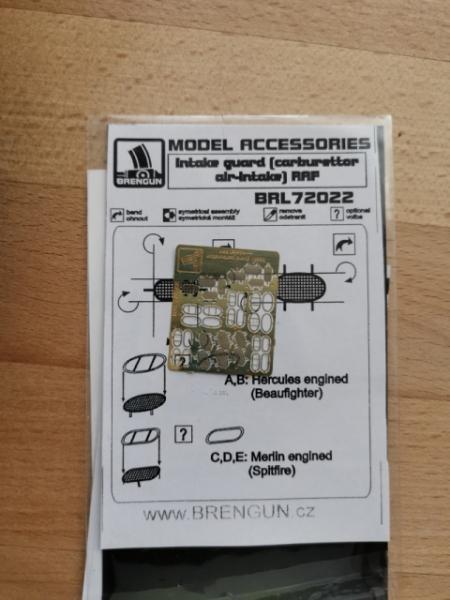 MODEL ACCESSORIES
BRENGUN
Intake guard (carburettor
air-intake) RAF
BRL72022
bend
ohnout
symetrical assembly
symetrická montáž
remove
odstranit
?
optional
volba
A,B: Hercules engined
(Beaufighter)
?
C,D,E: Merlin engined
(Spitfire)
www.BRENGUN.cz